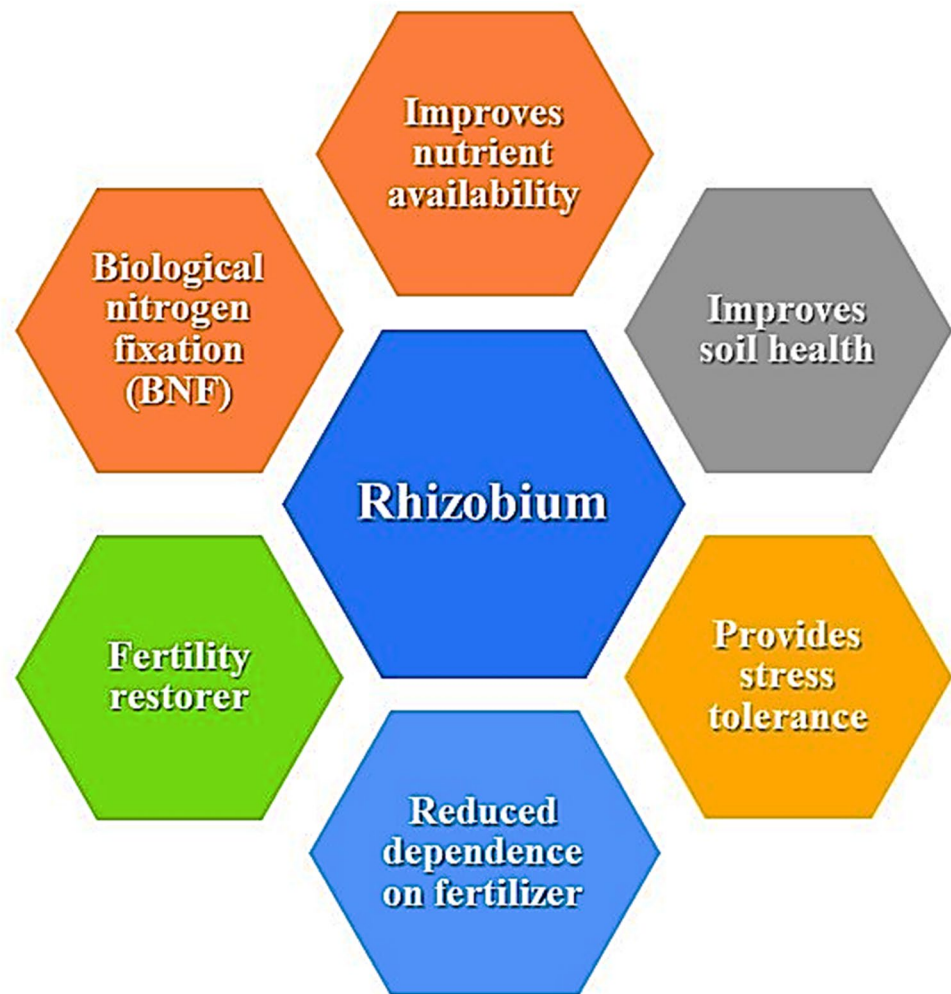 Improves
nutrient
availability
Biological
nitrogen
fixation
(BNF)
Improves
soil health
Rhizobium
Fertility
restorer
Provides
stress
tolerance
Reduced
dependence
on fertilizer